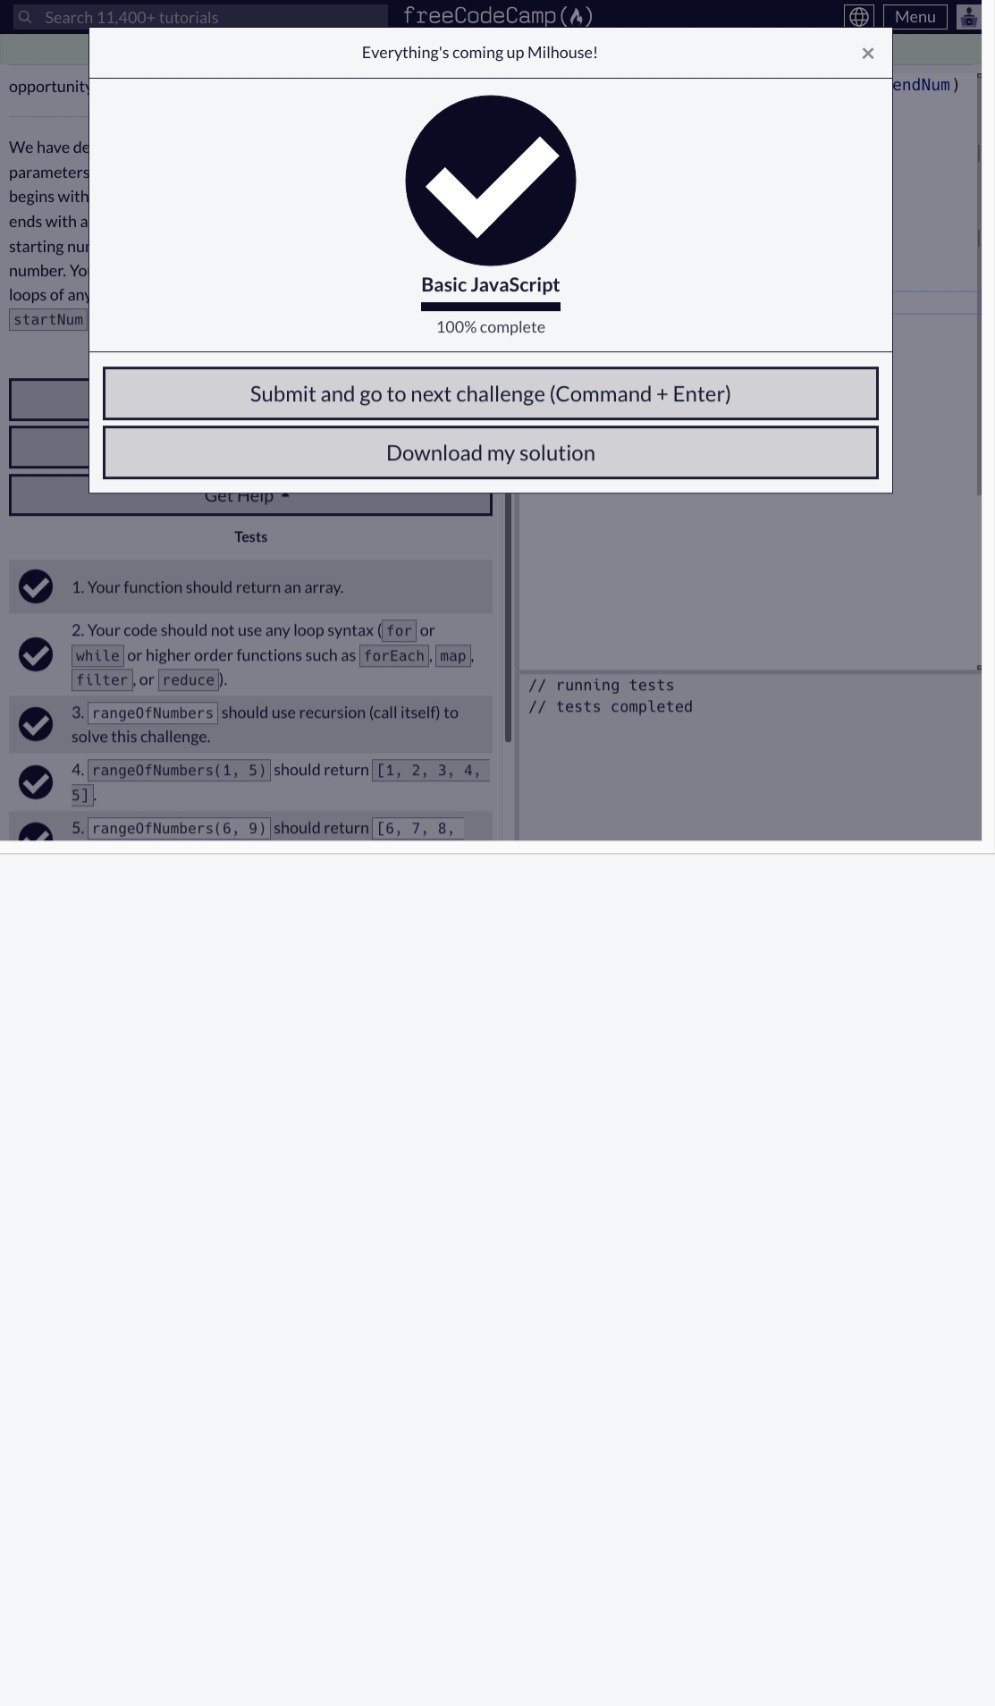 Search 11,400+ tutorials
freeCodeCamp
Menu
Everything's coming up Milhouse!
×
Basic JavaScript
100% complete
Submit and go to next challenge (Command + Enter)
Download my solution
opportunity
We have de
parameters
begins with
ends with a
starting nu
number. Yo
loops of any
startNum
endNum)
Get Help
Tests
1. Your function should return an array.
2. Your code should not use any loop syntax (for or
while or higher order functions such as forEach, map,
filter, or reduce).
3. rangeOfNumbers should use recursion (call itself) to
solve this challenge.
4. rangeOfNumbers(1, 5) should return [1, 2, 3, 4,
5].
5. rangeOfNumbers(6, 9) should return [6, 7, 8,
// running tests
// tests completed